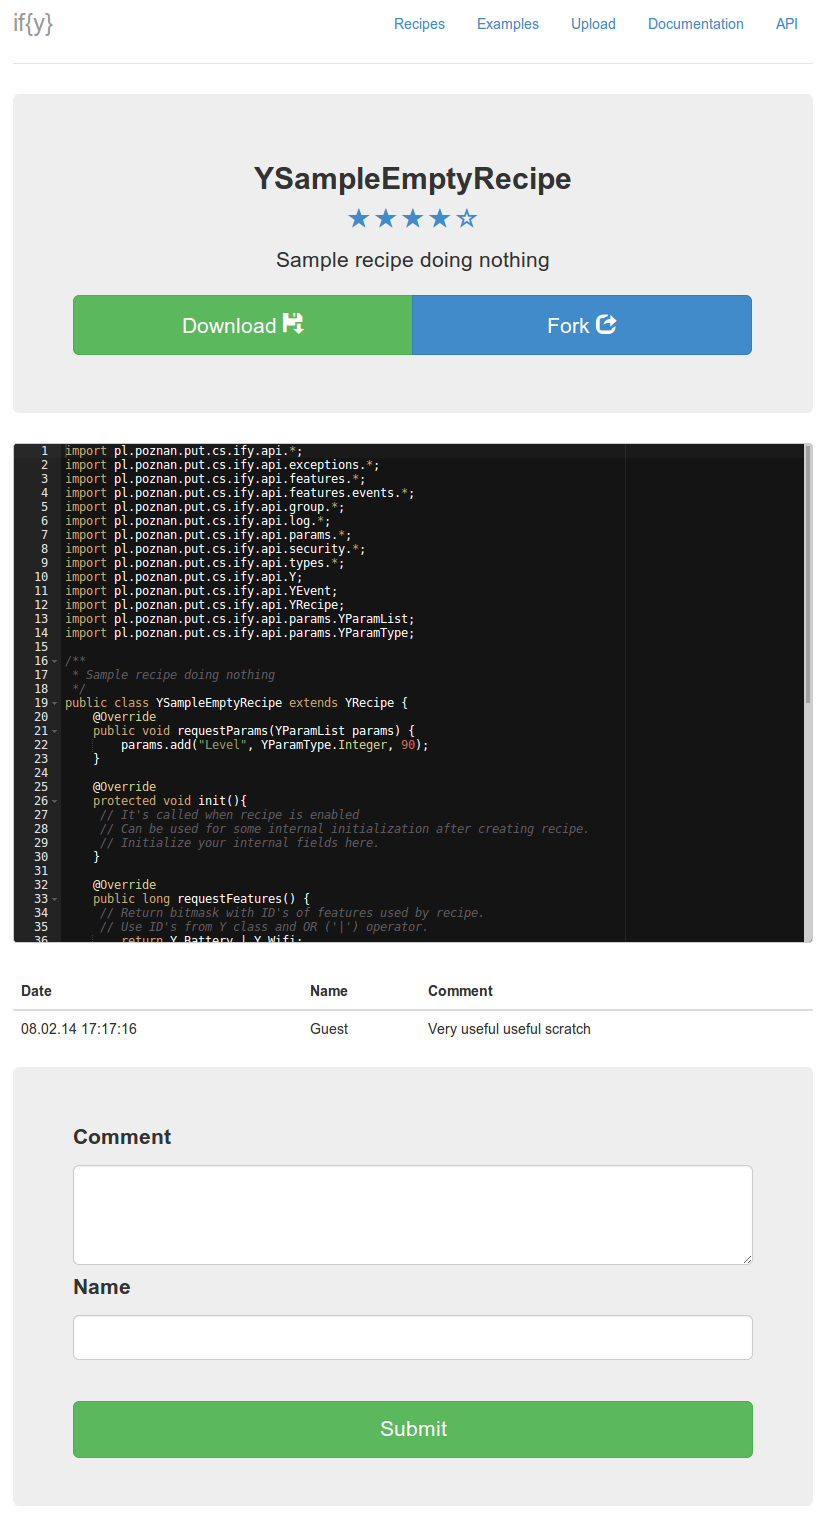 if{y}
Recipes Examples Upload Documentation API
YSampleEmptyRecipe
Sample recipe doing nothing
Download Fork
1 import pl.poznan.put.cs.ify.api.*;
2 import pl.poznan.put.cs.ify.api.exceptions.*;
3 import pl.poznan.put.cs.ify.api.features.*;
4 import pl.poznan.put.cs.ify.api.features.events.*;
5 import pl.poznan.put.cs.ify.api.group.*;
6 import pl.poznan.put.cs.ify.api.log.*;
7 import pl.poznan.put.cs.ify.api.params.*;
8 import pl.poznan.put.cs.ify.api.security.*;
9 import pl.poznan.put.cs.ify.api.types.*;
10 import pl.poznan.put.cs.ify.api.Y;
11 import pl.poznan.put.cs.ify.api.YEvent;
12 import pl.poznan.put.cs.ify.api.YRecipe;
13 import pl.poznan.put.cs.ify.api.params.YParamList;
14 import pl.poznan.put.cs.ify.api.params.YParamType;
15
16 /**
17 * Sample recipe doing nothing
18 */
19 public class YSampleEmptyRecipe extends YRecipe {
20 @Override
21 public void requestParams(YParamList params) {
22 params.add("Level", YParamType.Integer, 90);
23 }
24
25 @Override
26 protected void init(){
27 // It's called when recipe is enabled
28 // Can be used for some internal initialization after creating recipe.
29 // Initialize your internal fields here.
30 }
31
32 @Override
33 public long requestFeatures() {
34 // Return bitmask with ID's of features used by recipe.
35 // Use ID's from Y class and OR ('|') operator.
36 return Y.Battery | Y.Wifi;
Date Name Comment
08.02.14 17:17:16 Guest Very useful useful scratch
Comment
Name
Submit